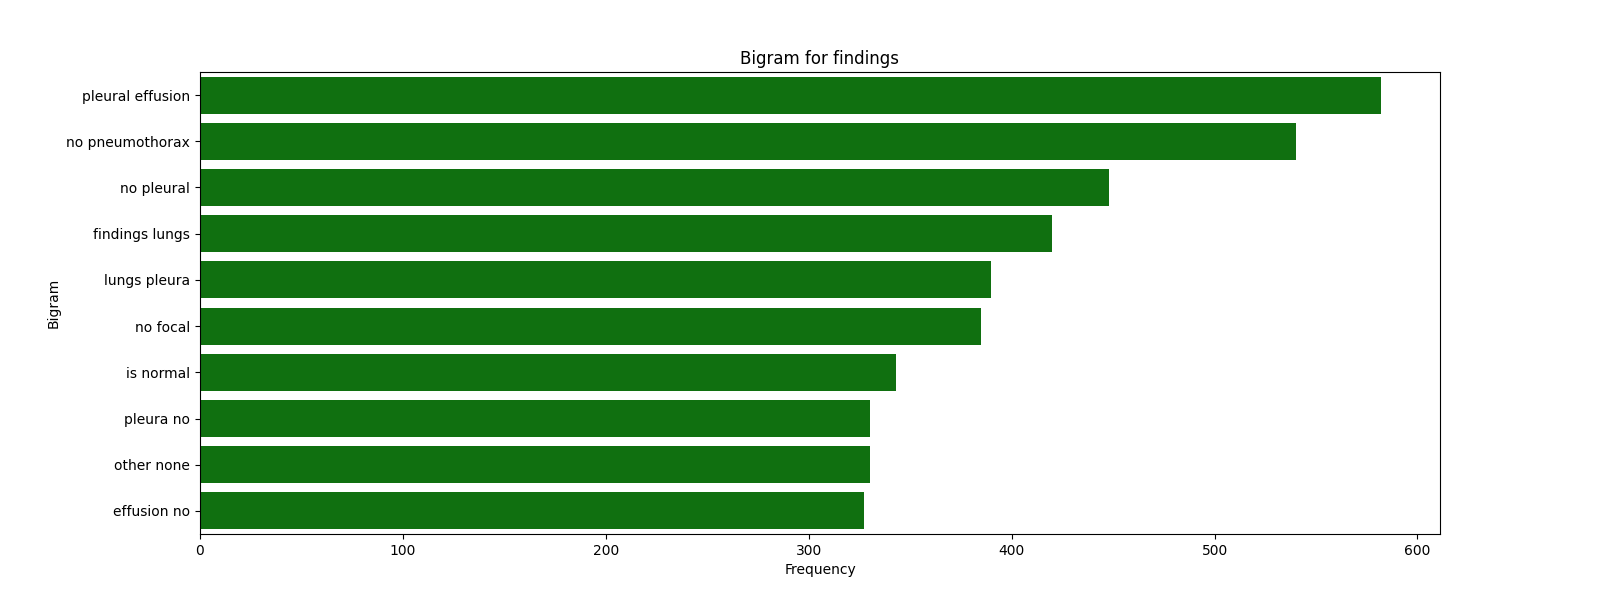 Bigram for findings
pleural effusion
no pneumothorax
no pleural
findings lungs
lungs pleura
no focal
is normal
pleura no
other none
effusion no
Bigram
0 100 200 300 400 500 600
Frequency